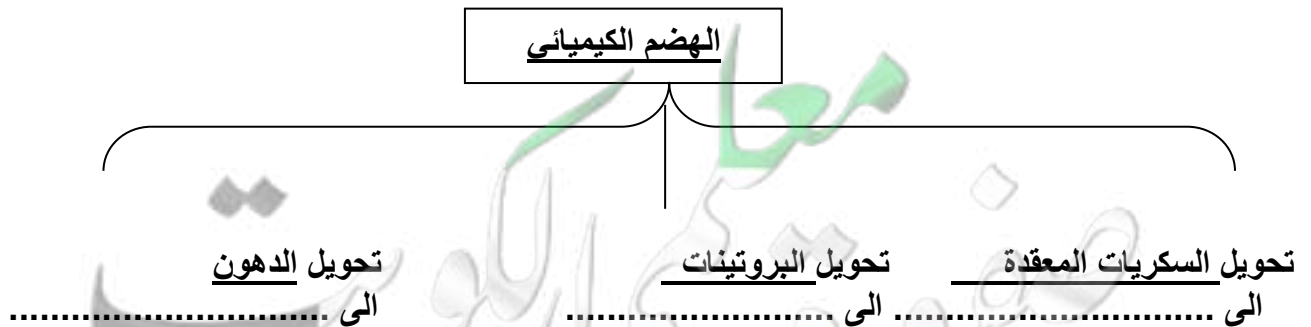 الهضم الكيميائي
تحويل السكريات المعقدة
الى ...............................
تحويل البروتينات
الى ..........................
تحويل الدهون
الى ...............................